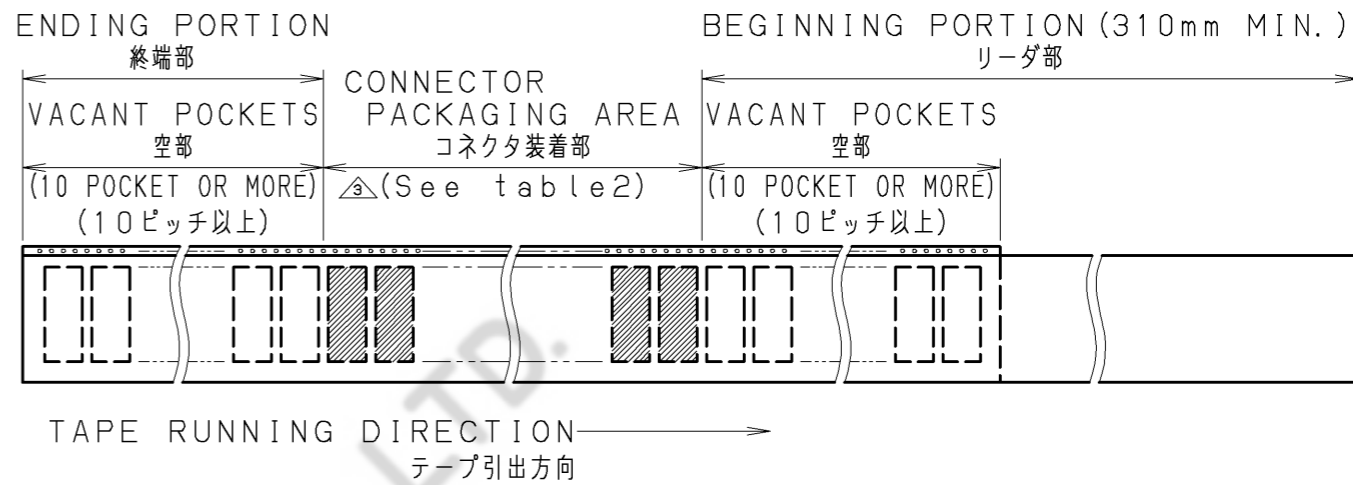 ENDING PORTION
終端部
BEGINNING PORTION(310mm MIN.)
リーダ部
CONNECTOR
PACKAGING AREA
コネクタ装着部
VACANT POCKETS
空部
VACANT POCKETS
空部
(10 POCKET OR MORE)
(10ピッチ以上)
3(See table2)
(10 POCKET OR MORE)
(10ピッチ以上)
LTD.
TAPE RUNNING DIRECTION
テープ引出方向